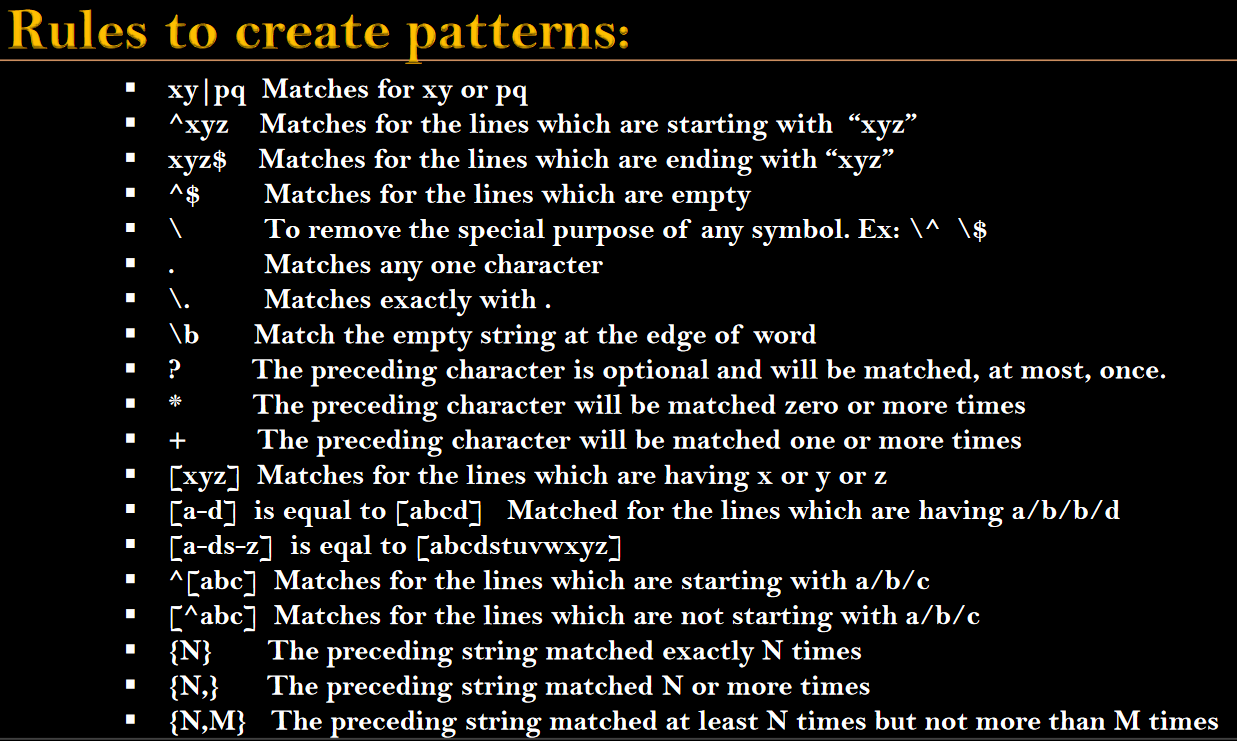 Rules to create patterns:
▪ xy|pq Matches for xy or pq
▪ ^xyz Matches for the lines which are starting with “xyz”
▪ xyz$ Matches for the lines which are ending with “xyz”
▪ ^$ Matches for the lines which are empty
▪ \ To remove the special purpose of any symbol. Ex: \^ \$
▪ . Matches any one character
▪ \. Matches exactly with .
▪ \b Match the empty string at the edge of word
▪ ? The preceding character is optional and will be matched, at most, once.
▪ * The preceding character will be matched zero or more times
▪ + The preceding character will be matched one or more times
▪ [xyz] Matches for the lines which are having x or y or z
▪ [a-d] is equal to [abcd] Matched for the lines which are having a/b/b/d
▪ [a-ds-z] is eqal to [abcdstuvwxyz]
▪ ^[abc] Matches for the lines which are starting with a/b/c
▪ [^abc] Matches for the lines which are not starting with a/b/c
▪ {N} The preceding string matched exactly N times
▪ {N,} The preceding string matched N or more times
▪ {N,M} The preceding string matched at least N times but not more than M times